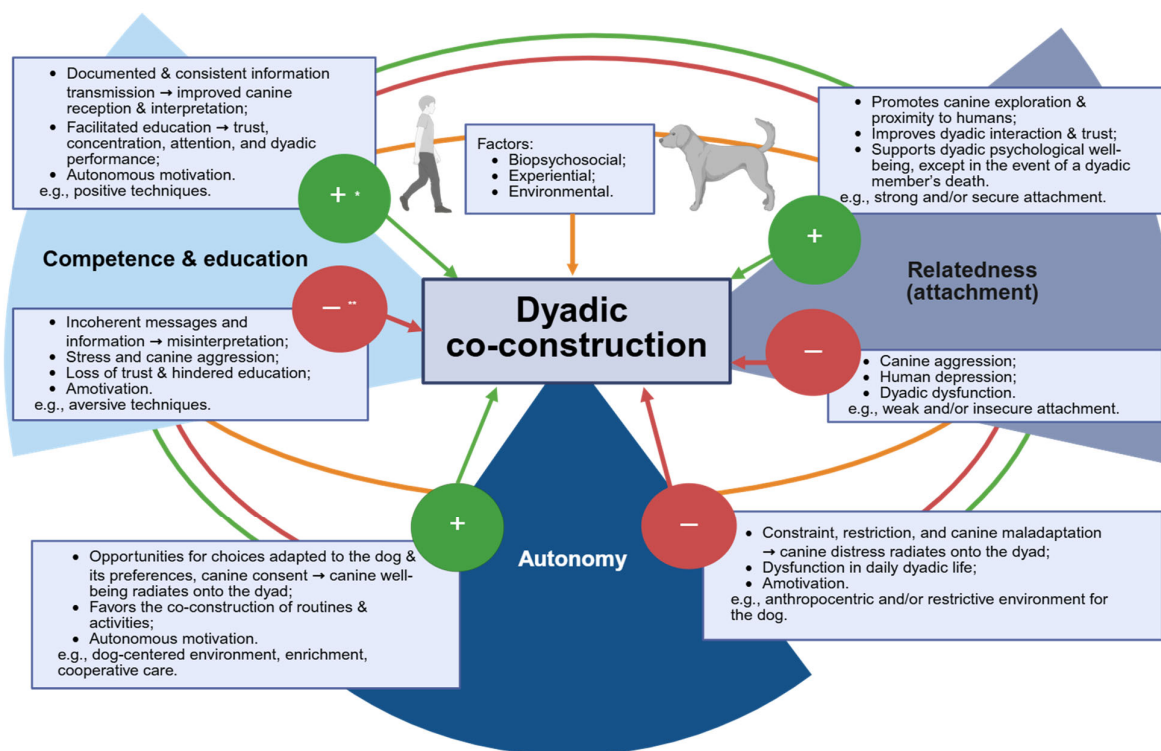 • Documented & consistent information
transmission → improved canine
reception & interpretation;
• Facilitated education → trust,
concentration, attention, and dyadic
performance;
• Autonomous motivation.
e.g., positive techniques.
+ *
Factors:
• Biopsychosocial;
• Experiential;
• Environmental.
• Promotes canine exploration &
proximity to humans;
• Improves dyadic interaction & trust;
• Supports dyadic psychological well-
being, except in the event of a dyadic
member's death.
e.g., strong and/or secure attachment.
+
Competence & education
Dyadic
co-construction
Relatedness
(attachment)
– **
• Incoherent messages and
information → misinterpretation;
• Stress and canine aggression;
• Loss of trust & hindered education;
• Amotivation.
e.g., aversive techniques.
–
• Canine aggression;
• Human depression;
• Dyadic dysfunction.
e.g., weak and/or insecure attachment.
+
–
Autonomy
• Opportunities for choices adapted to the dog &
its preferences, canine consent → canine well-
being radiates onto the dyad;
• Favors the co-construction of routines &
activities;
• Autonomous motivation.
e.g., dog-centered environment, enrichment,
cooperative care.
• Constraint, restriction, and canine maladaptation
→ canine distress radiates onto the dyad;
• Dysfunction in daily dyadic life;
• Amotivation.
e.g., anthropocentric and/or restrictive environment for
the dog.